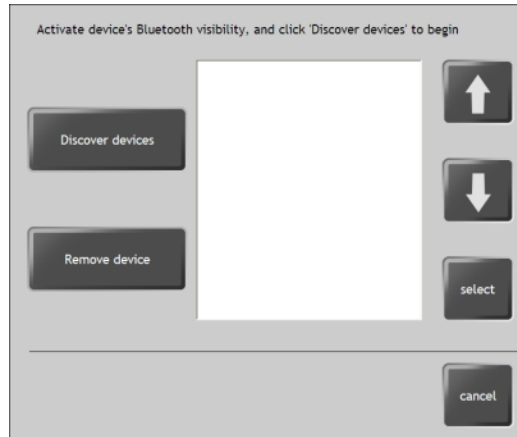 Activate device's Bluetooth visibility, and click 'Discover devices' to begin
Discover devices
Remove device
select
cancel